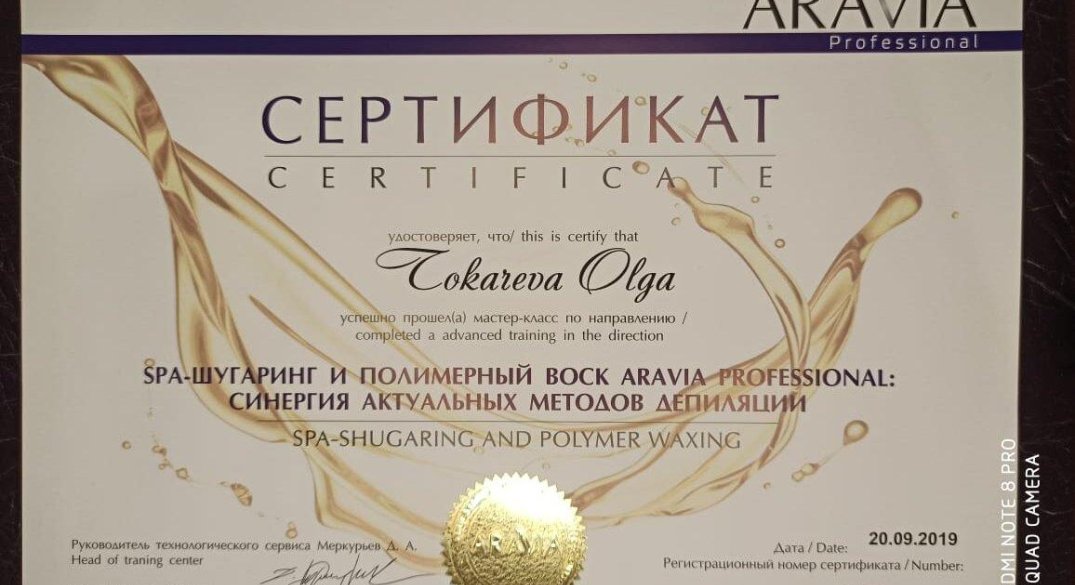 ARAVIA
Professional
СЕРТИФИКАТ
CERTIFICATE
удостоверяет, что/ this is certify that
Tokareva Olga
успешно прошел(а) мастер-класс по направлению /
completed a advanced training in the direction
SPA-ШУГАРИНГ И ПОЛИМЕРНЫЙ ВОСК ARAVIA PROFESSIONAL:
СИНЕРГИЯ АКТУАЛЬНЫХ МЕТОДОВ ДЕПИЛЯЦИИ
SPA-SHUGARING AND POLYMER WAXING
ARAVIA
Руководитель технологического сервиса Меркурьев Д. А.
Head of traning center
Дата / Date: 20.09.2019
Регистрационный номер сертификата / Number:
DMI NOTE 8 PRO
QUAD CAMERA